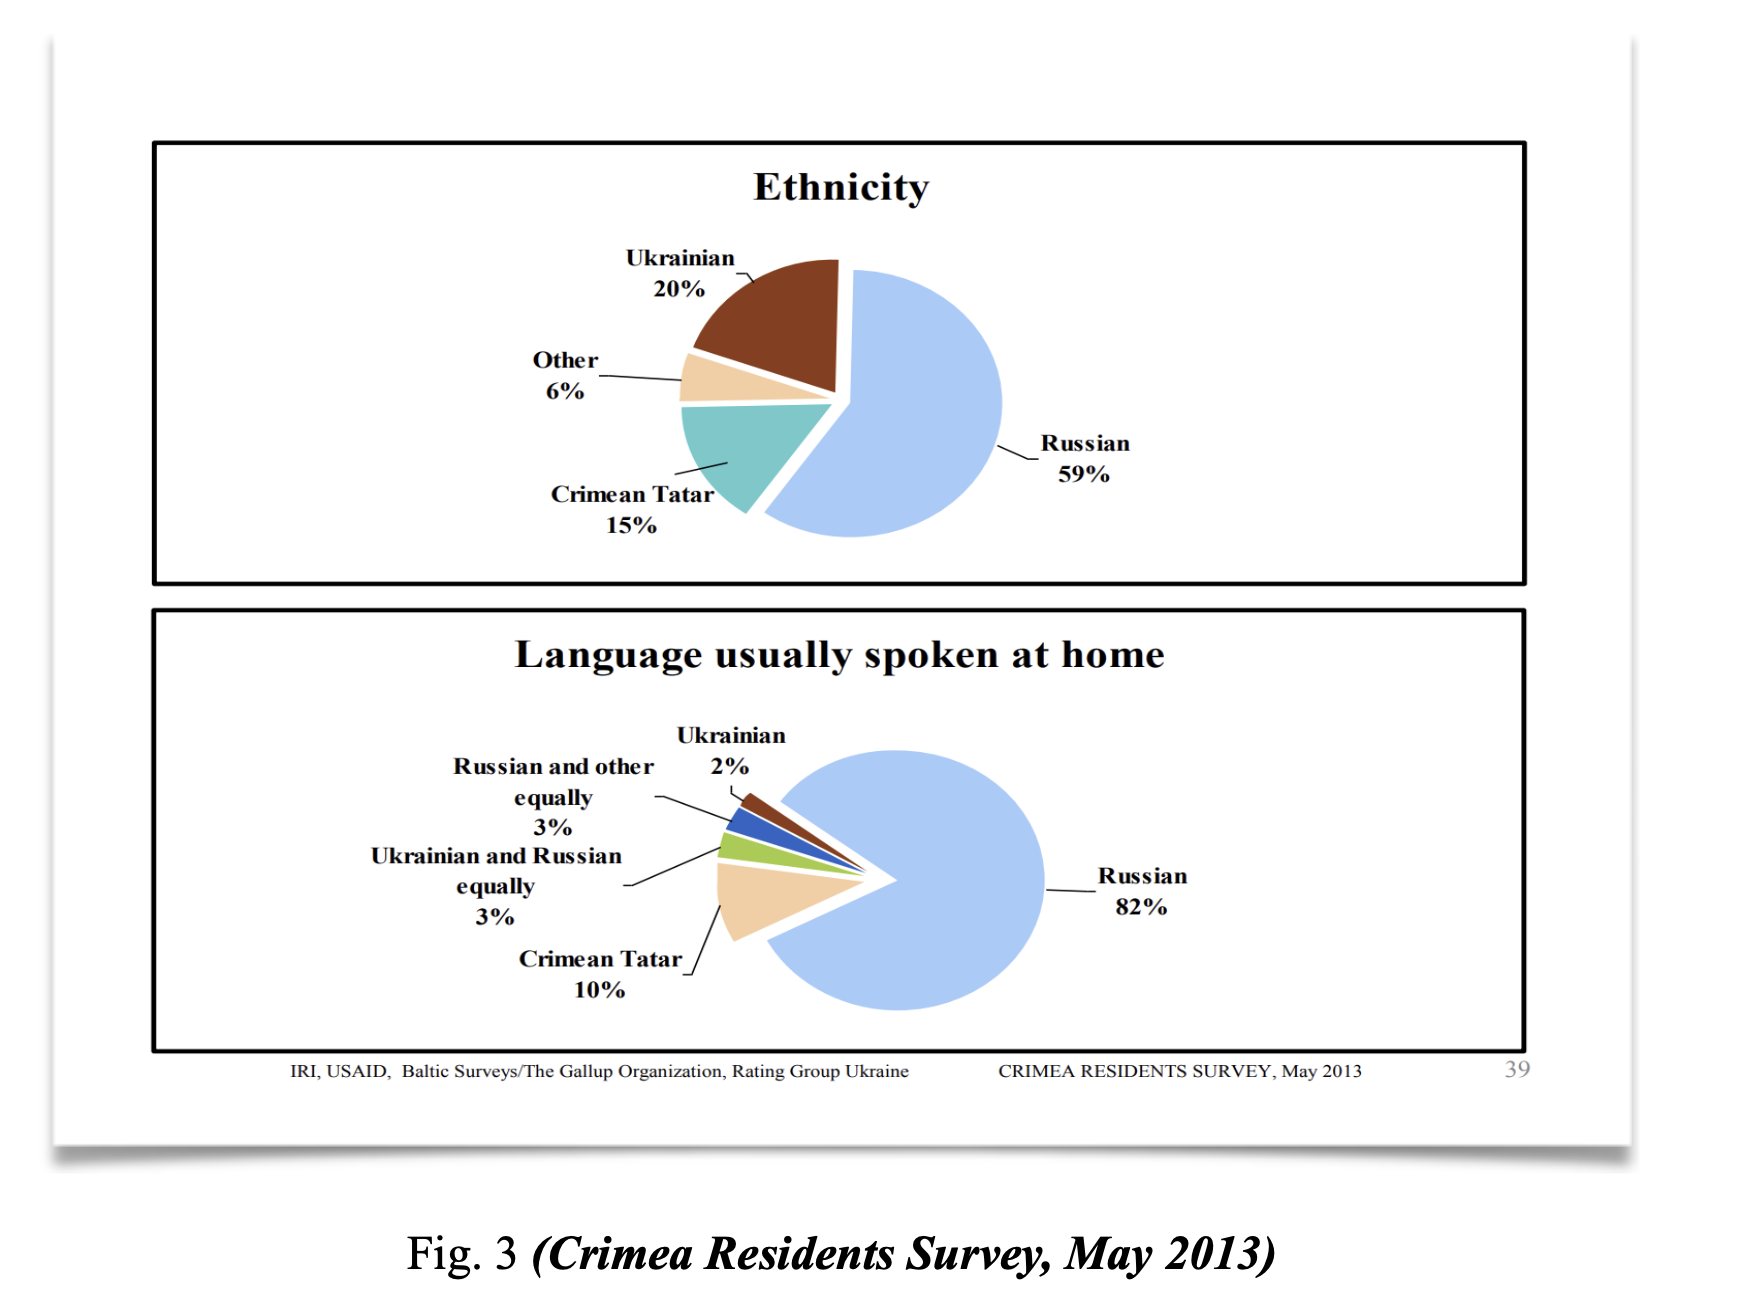 Ethnicity
Ukrainian
20%
Other
6%
Russian
59%
Crimean Tatar
15%
Language usually spoken at home
Ukrainian
2%
Russian and other
equally
3%
Ukrainian and Russian
equally
3%
Russian
82%
Crimean Tatar
10%
IRI, USAID, Baltic Surveys/The Gallup Organization, Rating Group Ukraine
CRIMEA RESIDENTS SURVEY, May 2013
39
Fig. 3 (Crimea Residents Survey, May 2013)